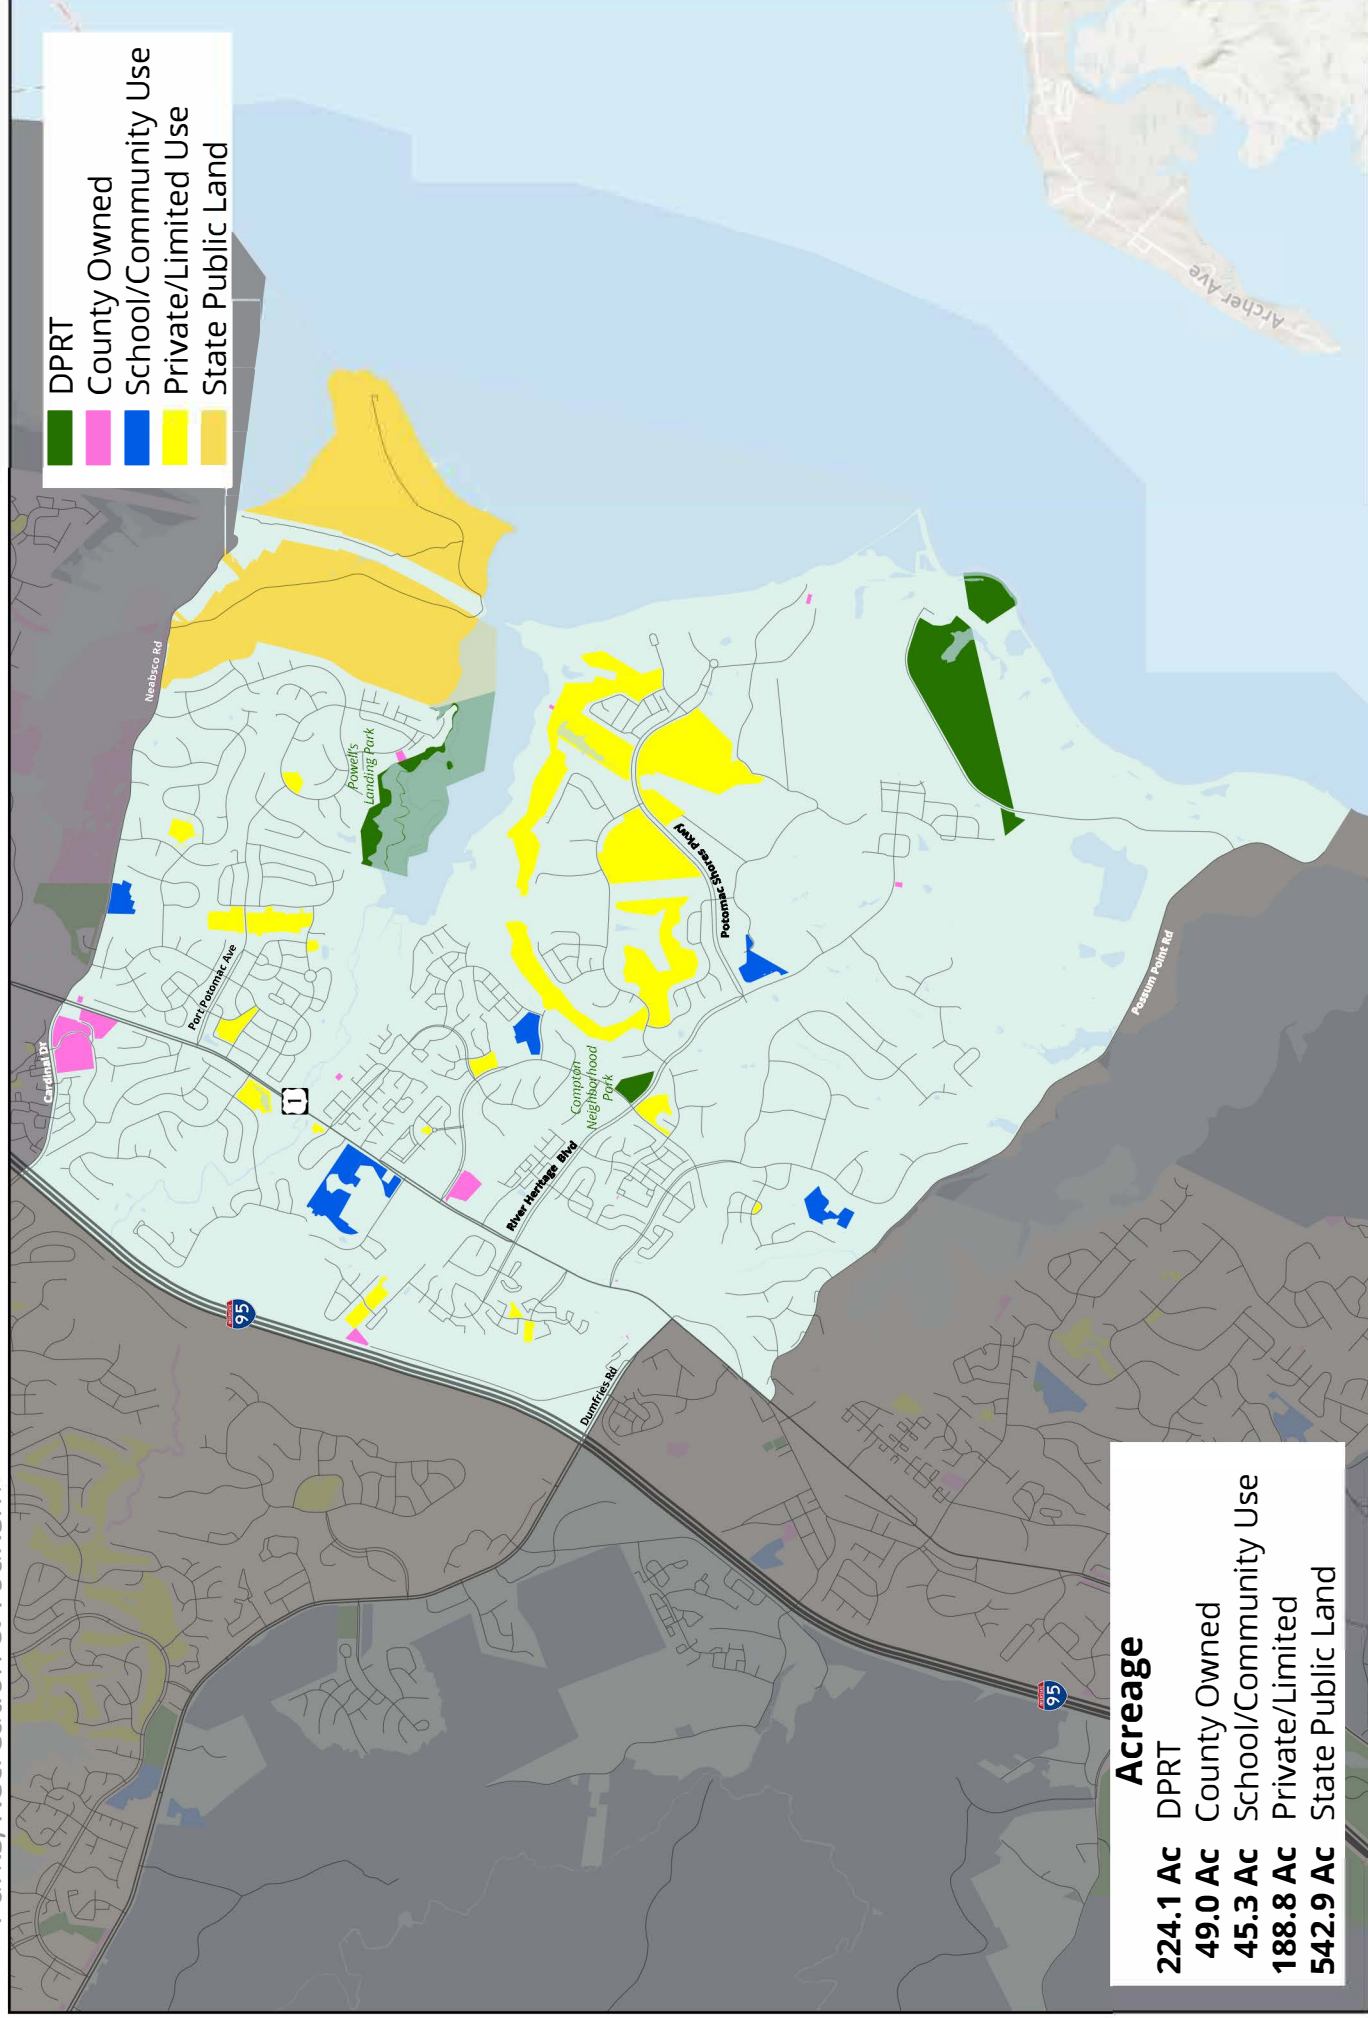 DPRT
County Owned
School/Community Use
Private/Limited Use
State Public Land
Neabsco Rd
Powell's
Landing Park
Cardinal Dr
Port Potomac Ave
1
95
Potomac Shores Pkwy
Compton
Neighborhood
Park
River Heritage Blvd
Dumfries Rd
Possum Point Rd
Archer Ave
95
Acreage
224.1 Ac DPRT
49.0 Ac County Owned
45.3 Ac School/Community Use
188.8 Ac Private/Limited
542.9 Ac State Public Land